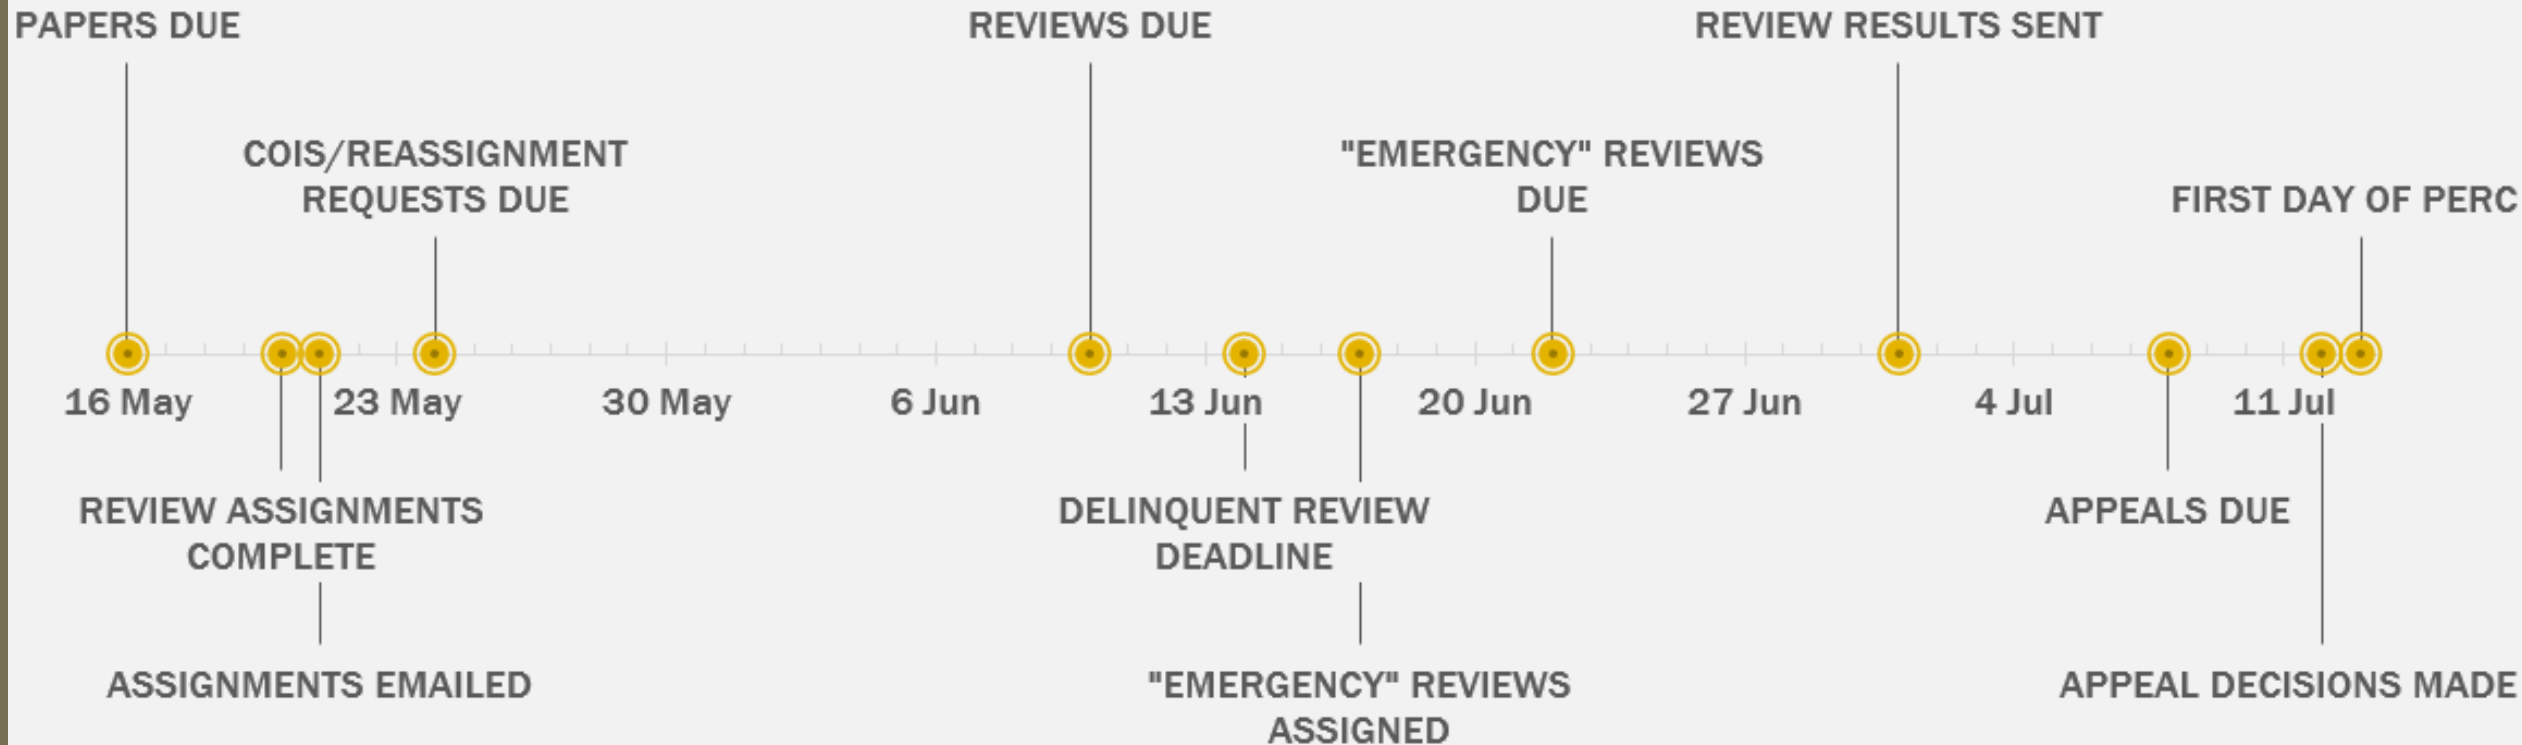 PAPERS DUE
REVIEWS DUE
REVIEW RESULTS SENT
COIS/REASSIGNMENT
REQUESTS DUE
"EMERGENCY" REVIEWS
DUE
FIRST DAY OF PERC
16 May
23 May
30 May
6 Jun
13 Jun
20 Jun
27 Jun
4 Jul
11 Jul
REVIEW ASSIGNMENTS
COMPLETE
DELINQUENT REVIEW
DEADLINE
APPEALS DUE
ASSIGNMENTS EMAILED
"EMERGENCY" REVIEWS
ASSIGNED
APPEAL DECISIONS MADE